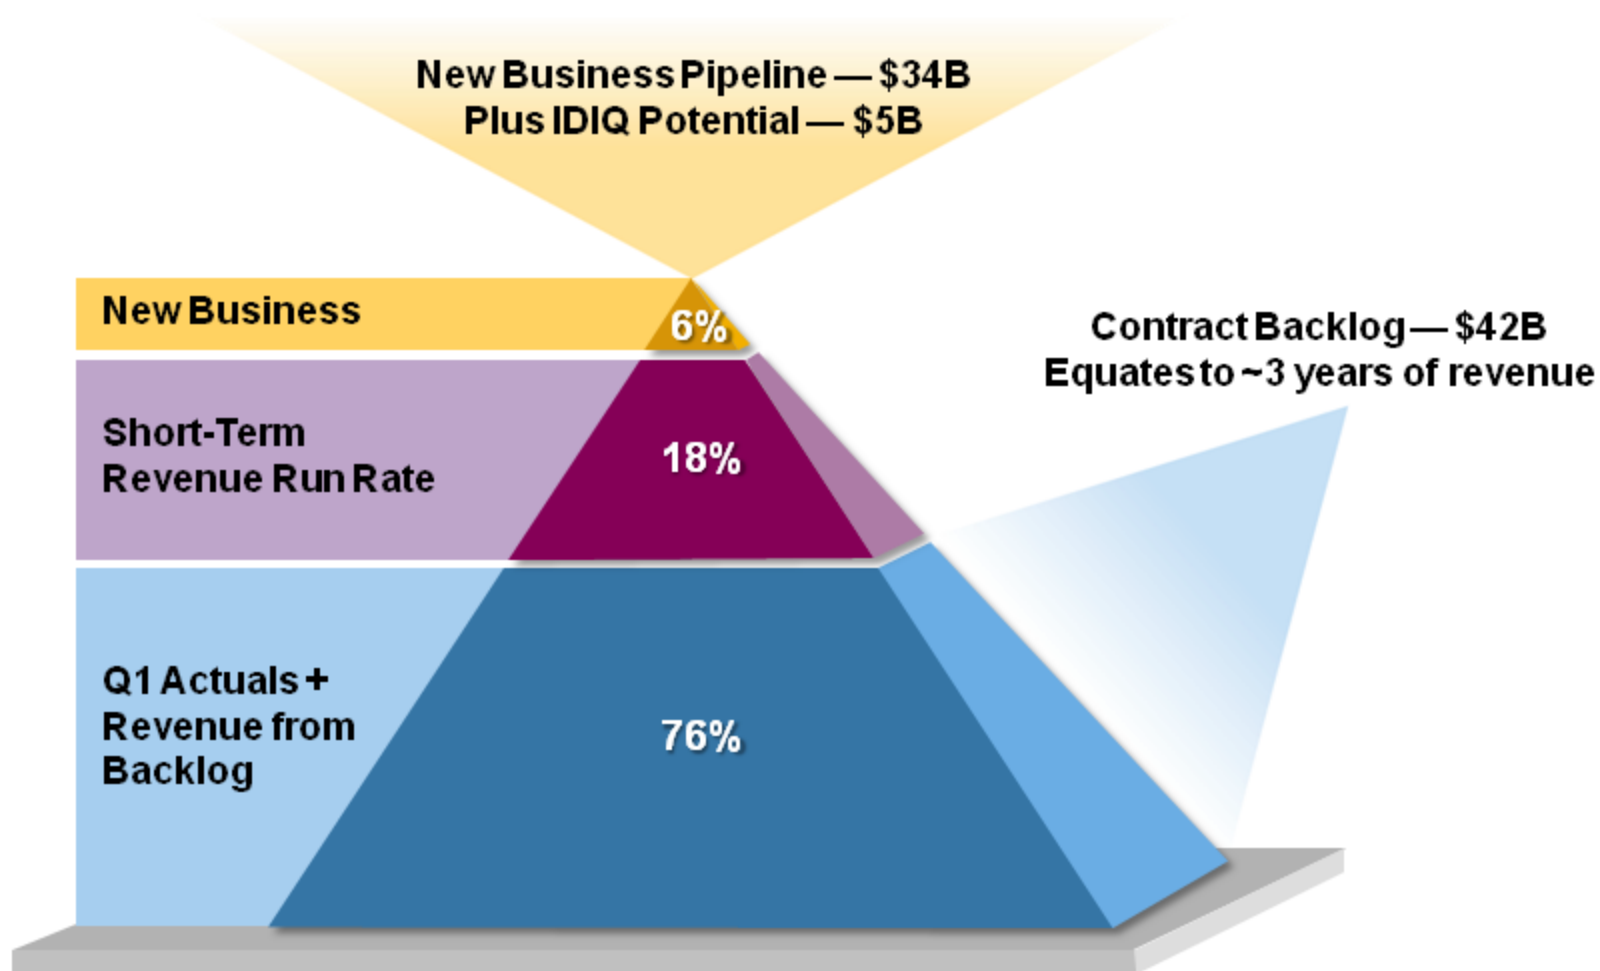 New Business Pipeline — $34B
Plus IDIQ Potential — $5B
New Business
6%
Contract Backlog — $42B
Equates to ~3 years of revenue
Short-Term
Revenue Run Rate
18%
Q1 Actuals +
Revenue from
Backlog
76%